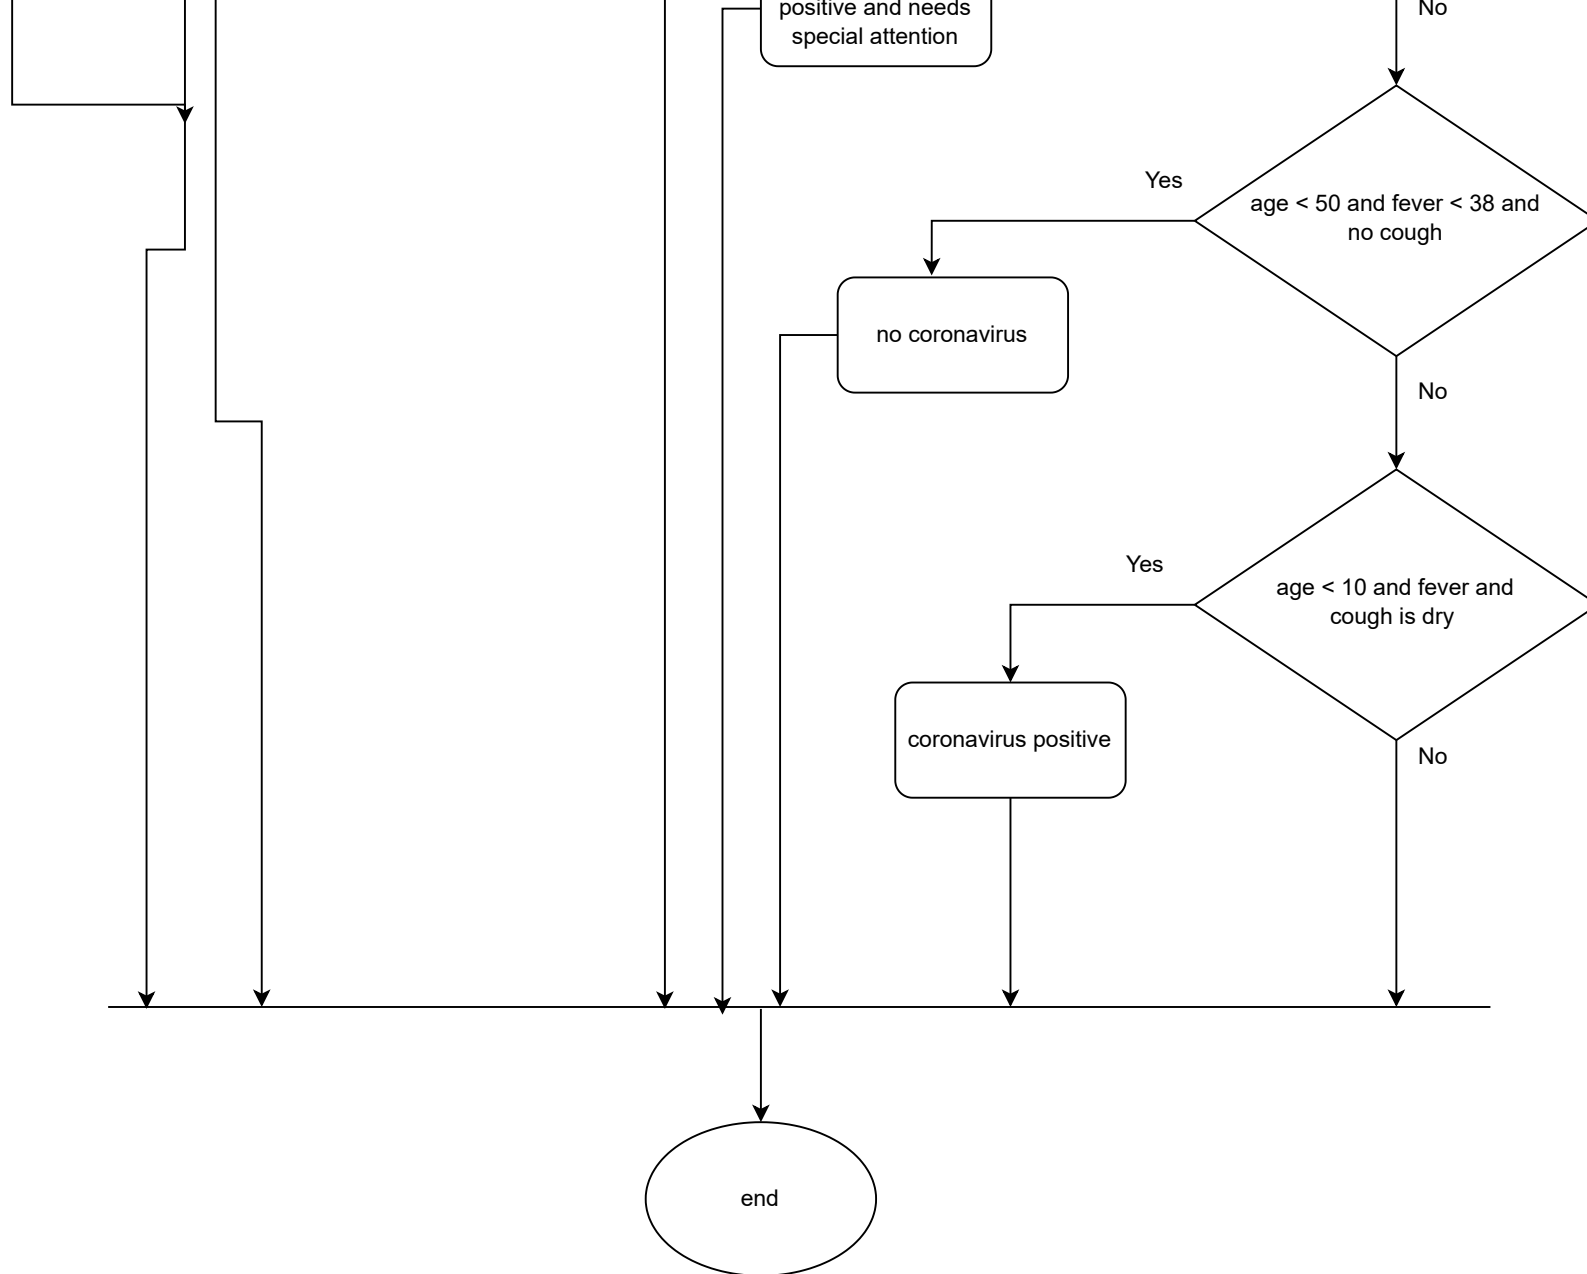 positive and needs
special attention
No
Yes
age < 50 and fever < 38 and
no cough
no coronavirus
No
Yes
age < 10 and fever and
cough is dry
coronavirus positive
No
end